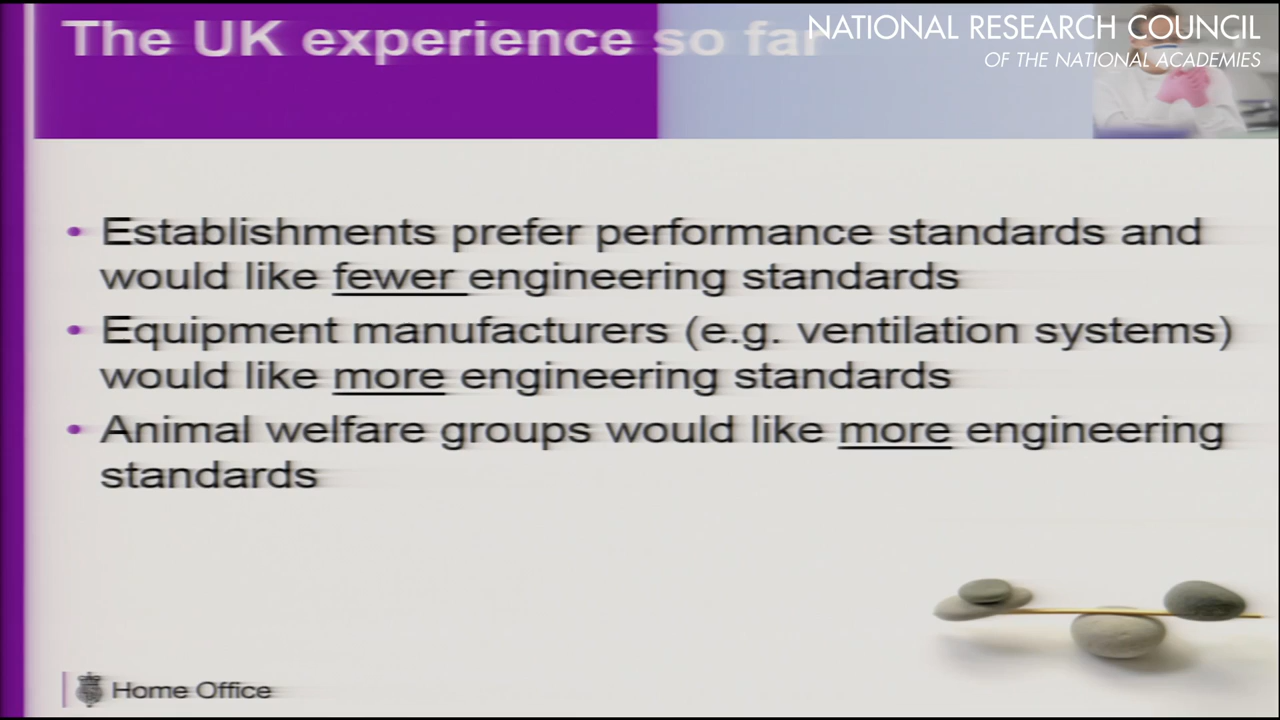 The UK experience so far
NATIONAL RESEARCH COUNCIL
OF THE NATIONAL ACADEMIES
• Establishments prefer performance standards and
would like fewer engineering standards
• Equipment manufacturers (e.g. ventilation systems)
would like more engineering standards
• Animal welfare groups would like more engineering
standards
Home Office